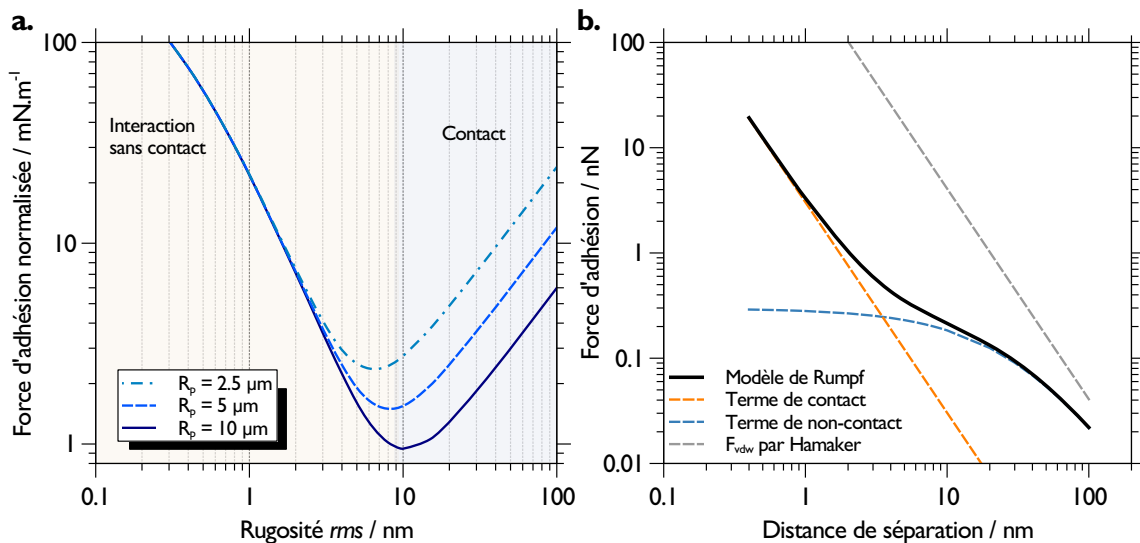 a.
Force d'adhésion normalisée / mN.m⁻¹
100
10
1
Interaction
sans contact
Contact
R_p = 2.5 µm
R_p = 5 µm
R_p = 10 µm
0.1
1
10
100
Rugosité rms / nm
b.
Force d'adhésion / nN
100
10
1
0.1
0.01
Modèle de Rumpf
Terme de contact
Terme de non-contact
F_vdw par Hamaker
0.1
1
10
100
Distance de séparation / nm